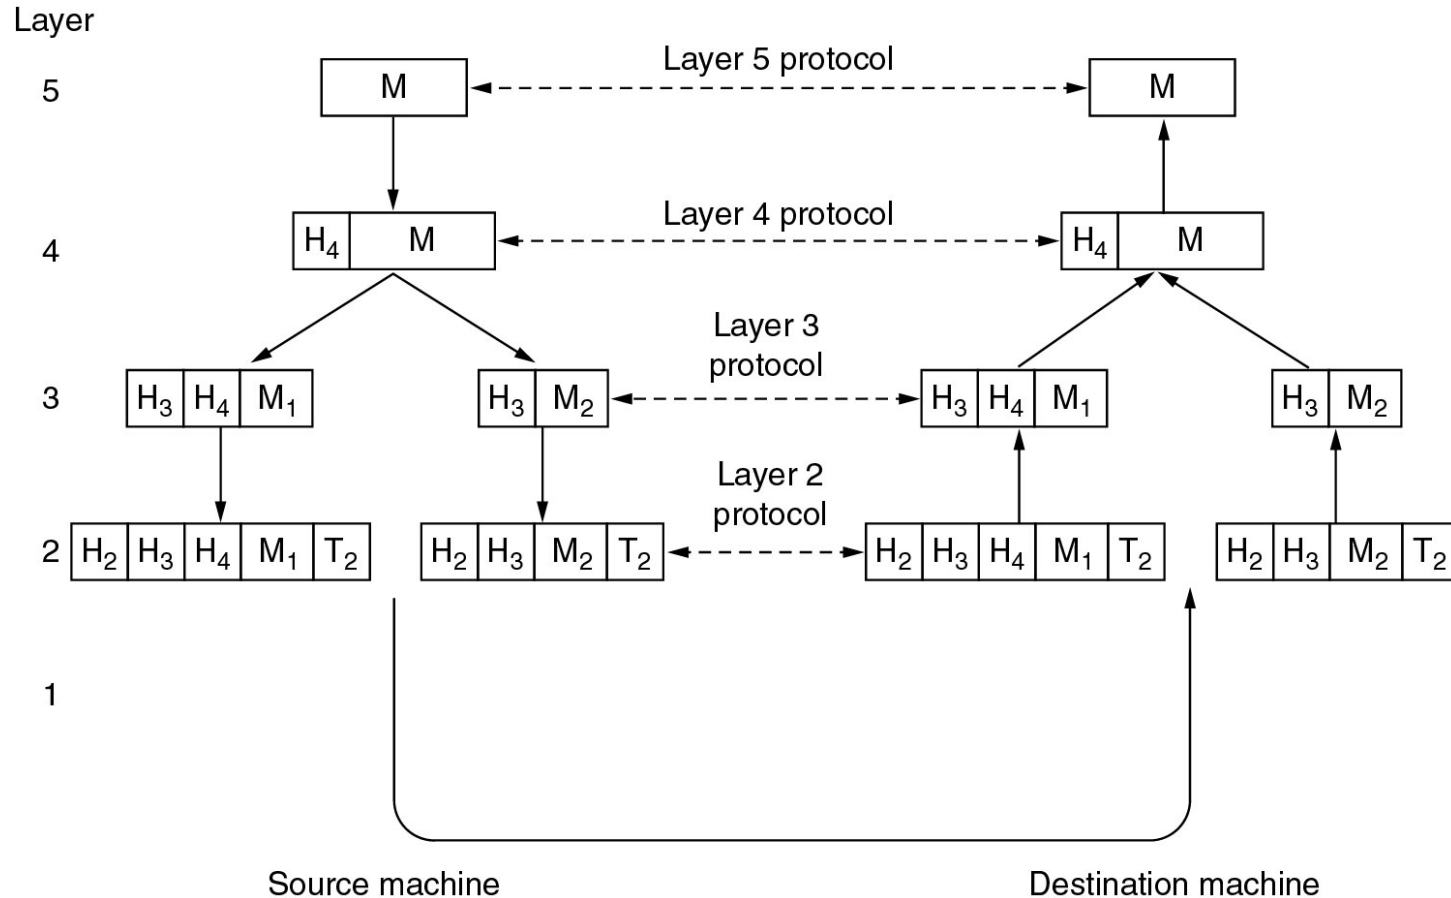 Layer
5 M Layer 5 protocol M
4 H₄ M Layer 4 protocol H₄ M
Layer 3
protocol
3 H₃ H₄ M₁ H₃ M₂ H₃ H₄ M₁ H₃ M₂
Layer 2
protocol
2 H₂ H₃ H₄ M₁ T₂ H₂ H₃ M₂ T₂ H₂ H₃ H₄ M₁ T₂ H₂ H₃ M₂ T₂
1
Source machine Destination machine